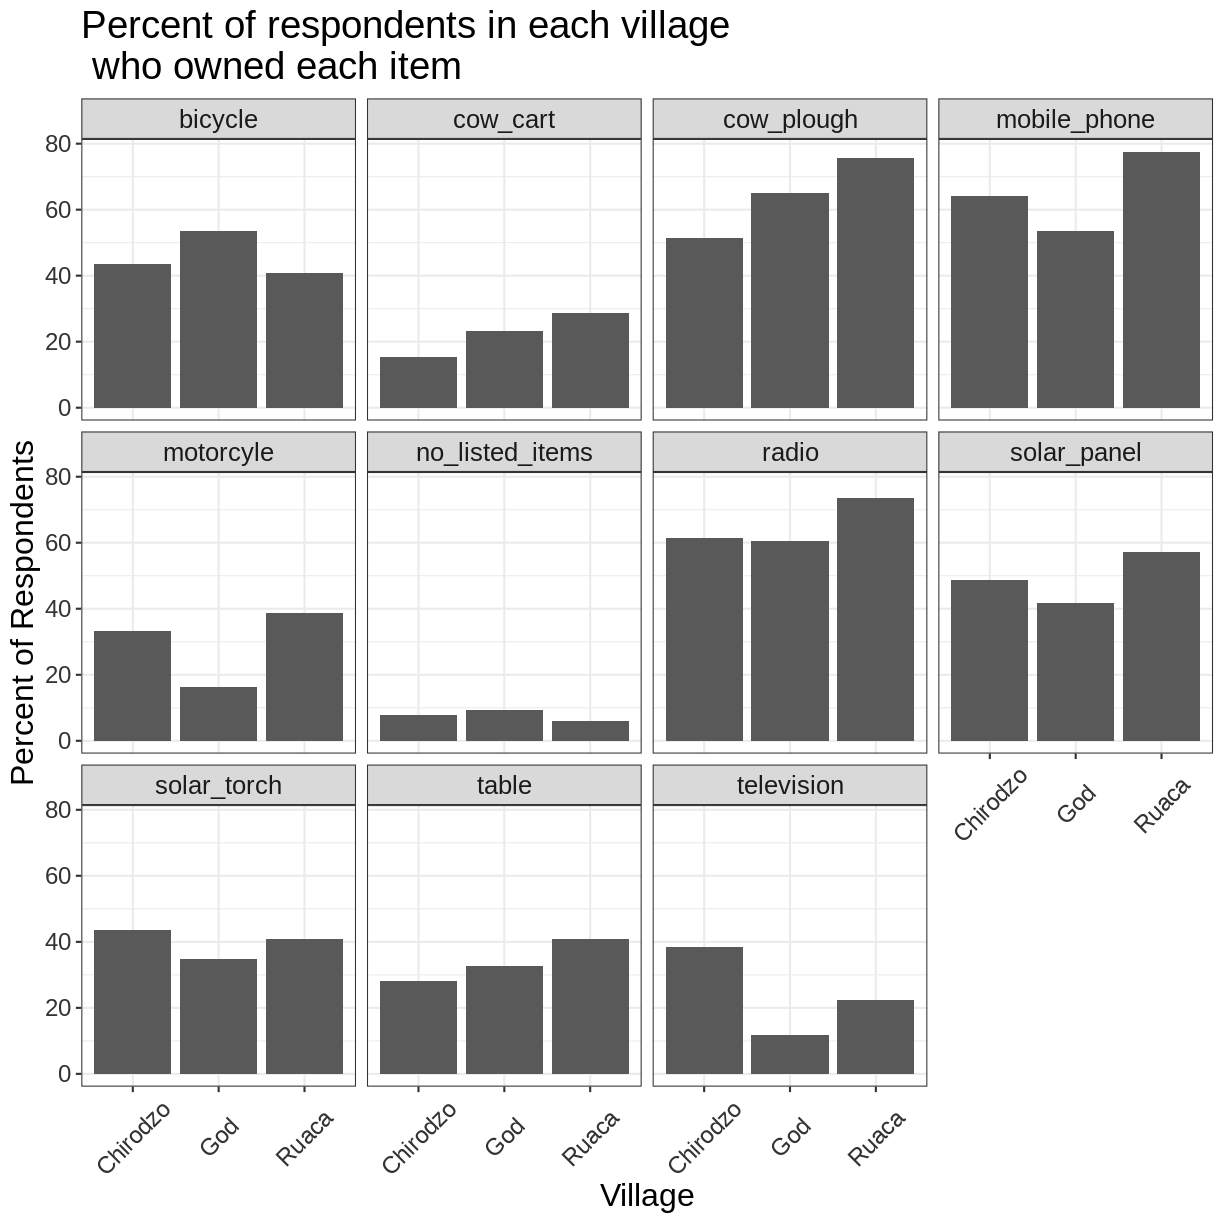 Percent of respondents in each village
who owned each item
bicycle cow_cart cow_plough mobile_phone
80
60
40
20
0
motorcyle no_listed_items radio solar_panel
80
60
40
20
0
Chirodzo God Ruaca
solar_torch table television
80
60
40
20
0
Chirodzo God Ruaca Chirodzo God Ruaca Chirodzo God Ruaca
Village
Percent of Respondents